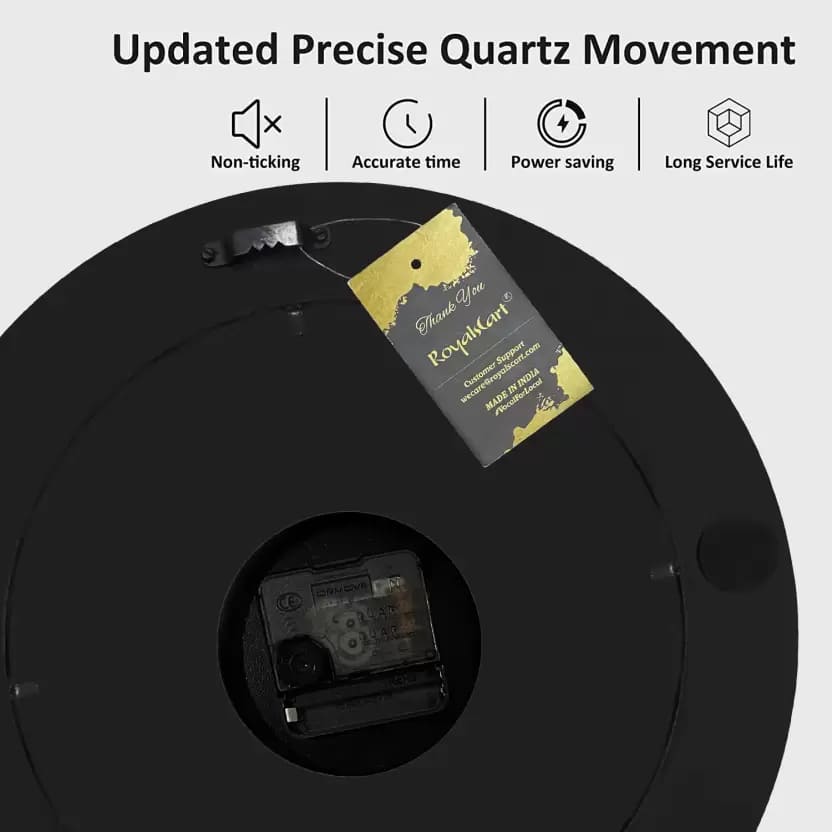 Updated Precise Quartz Movement
Non-ticking
Accurate time
Power saving
Long Service Life
Thank You
RoyalsCart®
Customer Support
wecare@royalscart.com
MADE IN INDIA
#VocalForLocal
CE